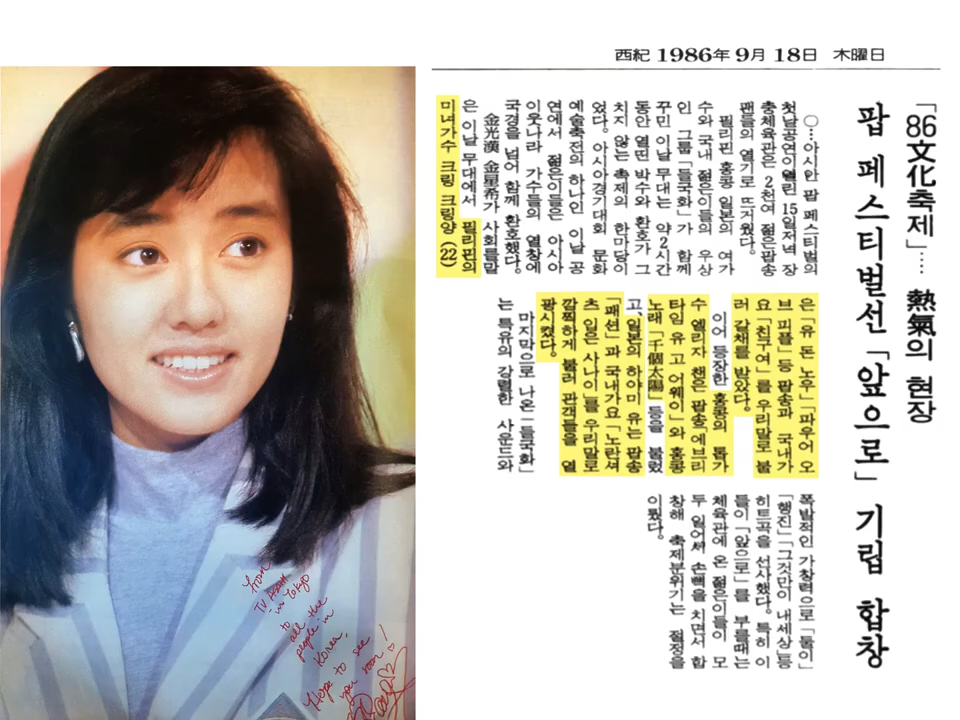 西紀 1986年 9月 18日 木曜日
「86文化축제」… 熱氣의 현장
팝 페스티벌선 「앞으로」 기립 합창
○…아시안 팝 페스티벌의
첫날공연이 열린 15일저녁 장
충체육관은 2천여 젊은팝송
팬들의 열기로 뜨거웠다.
필리핀 홍콩 일본의 여가
수와 국내 젊은이들의 우상
인 그룹 「들국화」가 함께
꾸민 이날 무대는 약2시간
동안 열띤 박수와 환호가 그
치지 않는 축제의 한마당이
었다. 아시아경기대회 문화
예술축전의 하나인 이날 공
연에서 젊은이들은 아시아
이웃나라 가수들의 열창에
국경을 넘어 함께 환호했다.
金光漢 金星希가 사회를맡
은 이날 무대에서 필리핀의
미녀가수 크링 크링양 (22)
은 「유 돈 노우」 「파우어 오
브 피플」 등 팝송과 국내가
요 「친구여」를 우리말로 불
러 갈채를 받았다.
이어 등장한 홍콩의 톱가
수 엘리자 챈은 팝송 「에브리
타임 유 고 어웨이」와 홍콩
노래 「千個太陽」 등을 불렀
고, 일본의 하야미 유는 팝송
「패션」과 국내가요 「노란셔
츠 입은 사나이」를 우리말로
깜찍하게 불러 관객들을 열
광시켰다.
마지막으로 나온 「들국화」
는 특유의 강렬한 사운드와
폭발적인 가창력으로 「둘이」
「행진」 「그것만이 내세상」 등
히트곡을 선사했다. 특히 이
들이 「앞으로」를 부를때는
체육관에 온 젊은이들이 모
두 일어서 손뼉을 치면서 합
창해 축제분위기는 절정을
이뤘다.
From
TV Asahi
in Tokyo
to
all the
people in
Korea,
Hope to see
you soon!